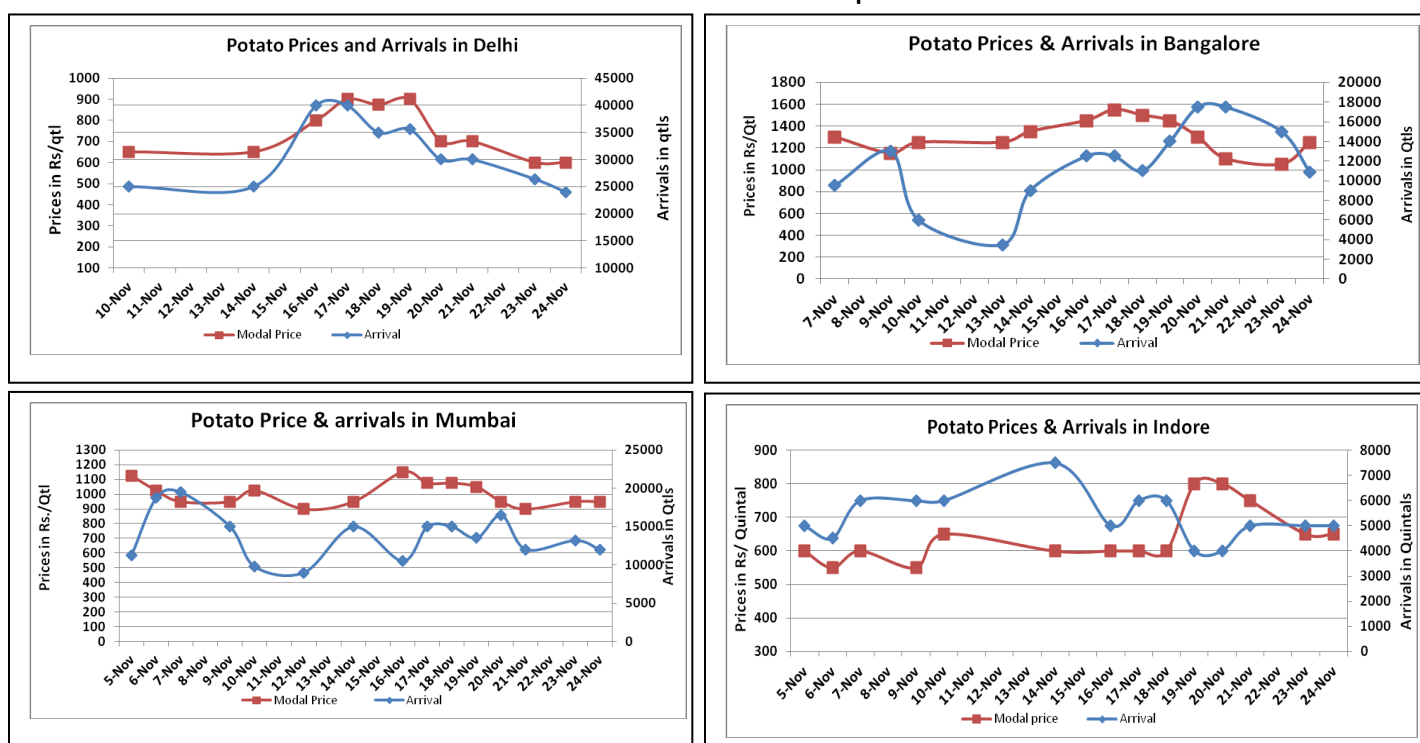 Potato Prices and Arrivals in Delhi
Prices in Rs/qtl
1000
900
800
700
600
500
400
300
200
100
45000
40000
35000
30000
25000
20000
15000
10000
Arrivals in qtls
10-Nov
11-Nov
12-Nov
13-Nov
14-Nov
15-Nov
16-Nov
17-Nov
18-Nov
19-Nov
20-Nov
21-Nov
22-Nov
23-Nov
24-Nov
Modal Price Arrival
Potato Prices & Arrivals in Bangalore
Prices in Rs/Qtl
1800
1600
1400
1200
1000
800
600
400
200
0
20000
18000
16000
14000
12000
10000
8000
6000
4000
2000
0
Arrivals in Qtls
7-Nov
8-Nov
9-Nov
10-Nov
11-Nov
12-Nov
13-Nov
14-Nov
15-Nov
16-Nov
17-Nov
18-Nov
19-Nov
20-Nov
21-Nov
22-Nov
23-Nov
24-Nov
Modal Price Arrival
Potato Price & arrivals in Mumbai
Prices in Rs./Qtl
1300
1200
1100
1000
900
800
700
600
500
400
300
200
100
0
25000
20000
15000
10000
5000
0
Arrivals in Qtls
5-Nov
6-Nov
7-Nov
8-Nov
9-Nov
10-Nov
11-Nov
12-Nov
13-Nov
14-Nov
15-Nov
16-Nov
17-Nov
18-Nov
19-Nov
20-Nov
21-Nov
22-Nov
23-Nov
24-Nov
Modal Price Arrival
Potato Prices & Arrivals in Indore
Prices in Rs/ Quintal
900
800
700
600
500
400
300
8000
7000
6000
5000
4000
3000
2000
1000
0
Arrivals in Quintals
5-Nov
6-Nov
7-Nov
8-Nov
9-Nov
10-Nov
11-Nov
12-Nov
13-Nov
14-Nov
15-Nov
16-Nov
17-Nov
18-Nov
19-Nov
20-Nov
21-Nov
22-Nov
23-Nov
24-Nov
Modal price Arrival